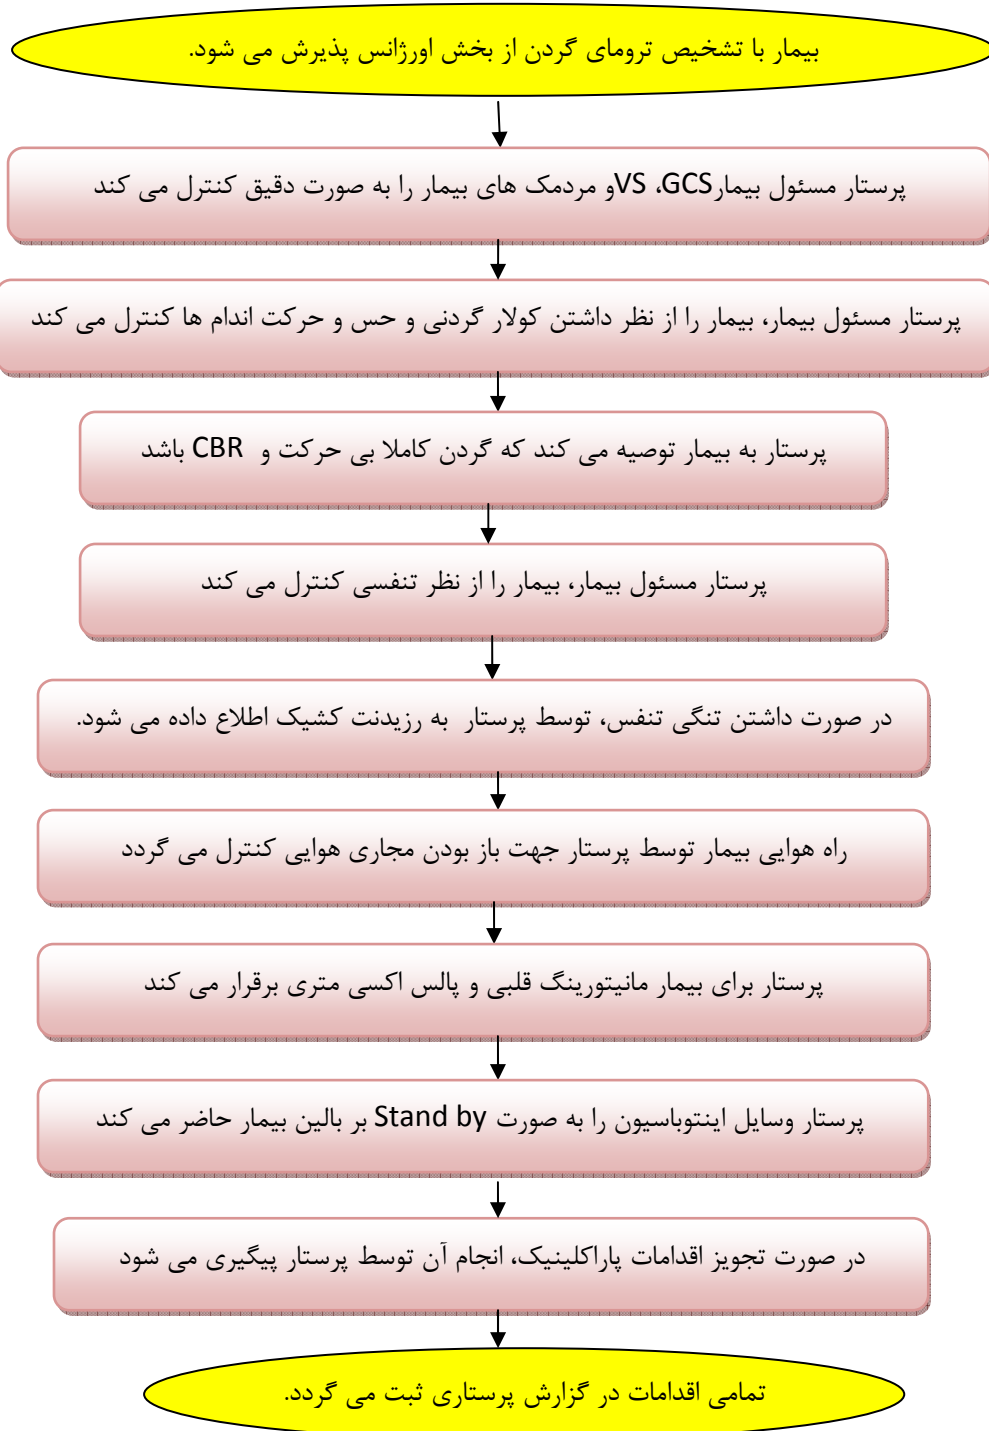 بیمار با تشخیص ترومای گردن از بخش اورژانس پذیرش می شود.
پرستار مسئول بیمارVS ،GCSو مردمک های بیمار را به صورت دقیق کنترل می کند
پرستار مسئول بیمار، بیمار را از نظر داشتن کولار گردنی و حس و حرکت اندام ها کنترل می کند
پرستار به بیمار توصیه می کند که گردن کاملا بی حرکت و CBR باشد
پرستار مسئول بیمار، بیمار را از نظر تنفسی کنترل می کند
در صورت داشتن تنگی تنفس، توسط پرستار به رزیدنت کشیک اطلاع داده می شود.
راه هوایی بیمار توسط پرستار جهت باز بودن مجاری هوایی کنترل می گردد
پرستار برای بیمار مانیتورینگ قلبی و پالس اکسی متری برقرار می کند
پرستار وسایل اینتوباسیون را به صورت Stand by بر بالین بیمار حاضر می کند
در صورت تجویز اقدامات پاراکلینیک، انجام آن توسط پرستار پیگیری می شود
تمامی اقدامات در گزارش پرستاری ثبت می گردد.